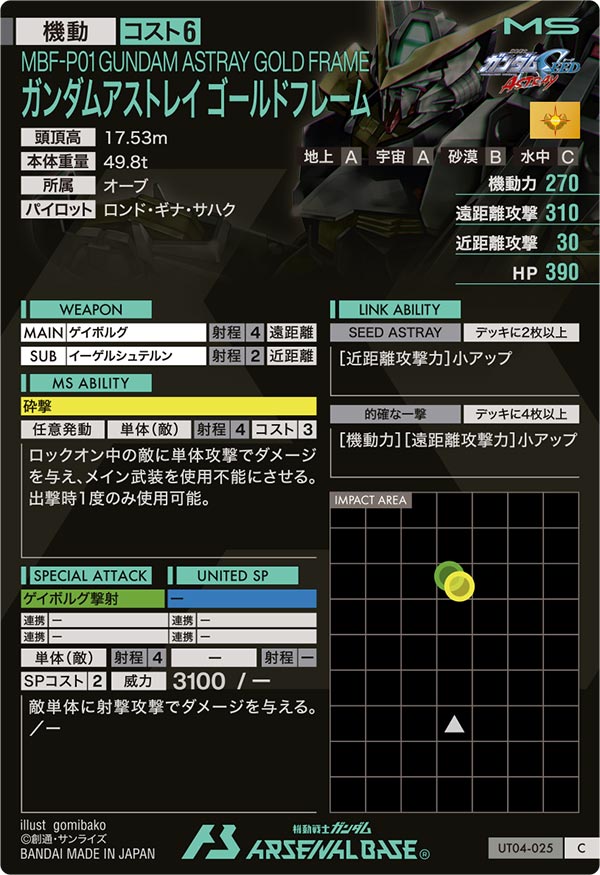 機動 コスト6 MS
MBF-P01 GUNDAM ASTRAY GOLD FRAME
ガンダムアストレイ ゴールドフレーム
ガンダムSEED
ASTRAY
頭頂高 17.53m
本体重量 49.8t
所属 オーブ
パイロット ロンド・ギナ・サハク
地上 A 宇宙 A 砂漠 B 水中 C
機動力 270
遠距離攻撃 310
近距離攻撃 30
HP 390
WEAPON
MAIN ゲイボルグ 射程 4 遠距離
SUB イーゲルシュテルン 射程 2 近距離
MS ABILITY
砕撃
任意発動 単体(敵) 射程 4 コスト 3
ロックオン中の敵に単体攻撃でダメージ
を与え、メイン武装を使用不能にさせる。
出撃時1度のみ使用可能。
LINK ABILITY
SEED ASTRAY デッキに2枚以上
[近距離攻撃力]小アップ
的確な一撃 デッキに4枚以上
[機動力][遠距離攻撃力]小アップ
IMPACT AREA
SPECIAL ATTACK UNITED SP
ゲイボルグ撃射 ー
連携 ー 連携 ー
連携 ー 連携 ー
単体(敵) 射程 4 ー 射程 ー
SPコスト 2 威力 3100 / ー
敵単体に射撃攻撃でダメージを与える。
/ー
illust gomibako
©創通・サンライズ
BANDAI MADE IN JAPAN
機動戦士ガンダム
ARSENAL BASE®
UT04-025 C